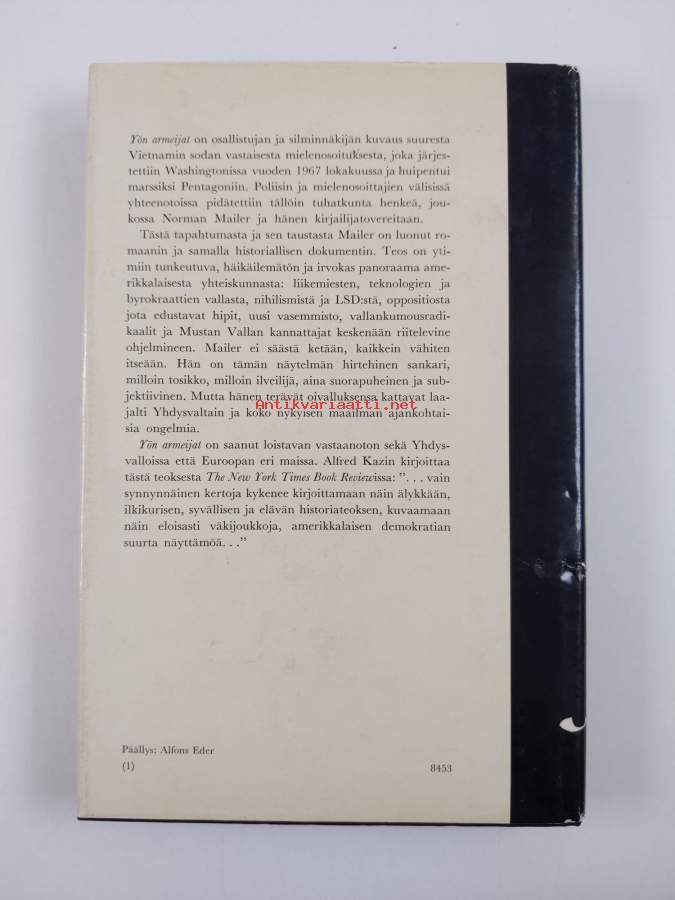 Yön armeijat on osallistujan ja silminnäkijän kuvaus suuresta
Vietnamin sodan vastaisesta mielenosoituksesta, joka järjes-
tettiin Washingtonissa vuoden 1967 lokakuussa ja huipentui
marssiksi Pentagoniin. Poliisin ja mielenosoittajien välisissä
yhteenotoissa pidätettiin tällöin tuhatkunta henkeä, jou-
kossa Norman Mailer ja hänen kirjailijatovereitaan.
Tästä tapahtumasta ja sen taustasta Mailer on luonut ro-
maanin ja samalla historiallisen dokumentin. Teos on yti-
miin tunkeutuva, häikäilemätön ja irvokas panoraama ame-
rikkalaisesta yhteiskunnasta: liikemiesten, teknologien ja
byrokraattien vallasta, nihilismistä ja LSD:stä, oppositiosta
jota edustavat hipit, uusi vasemmisto, vallankumousradi-
kaalit ja Mustan Vallan kannattajat keskenään riitelevine
ohjelmineen. Mailer ei säästä ketään, kaikkein vähiten
itseään. Hän on tämän näytelmän hirtehinen sankari,
milloin tosikko, milloin ilveilijä, aina suorapuheinen ja sub-
jektiivinen. Mutta hänen terävät oivalluksensa kattavat laa-
jalti Yhdysvaltain ja koko nykyisen maailman ajankohtai-
Antikvariaatti.net
sia ongelmia.
Yön armeijat on saanut loistavan vastaanoton sekä Yhdys-
valloissa että Euroopan eri maissa. Alfred Kazin kirjoittaa
tästä teoksesta The New York Times Book Reviewissa: ”. . . vain
synnynnäinen kertoja kykenee kirjoittamaan näin älykkään,
ilkikurisen, syvällisen ja elävän historiateoksen, kuvaamaan
näin eloisasti väkijoukkoja, amerikkalaisen demokratian
suurta näyttämöä. . .”
Päällys: Alfons Eder
(1) 8453